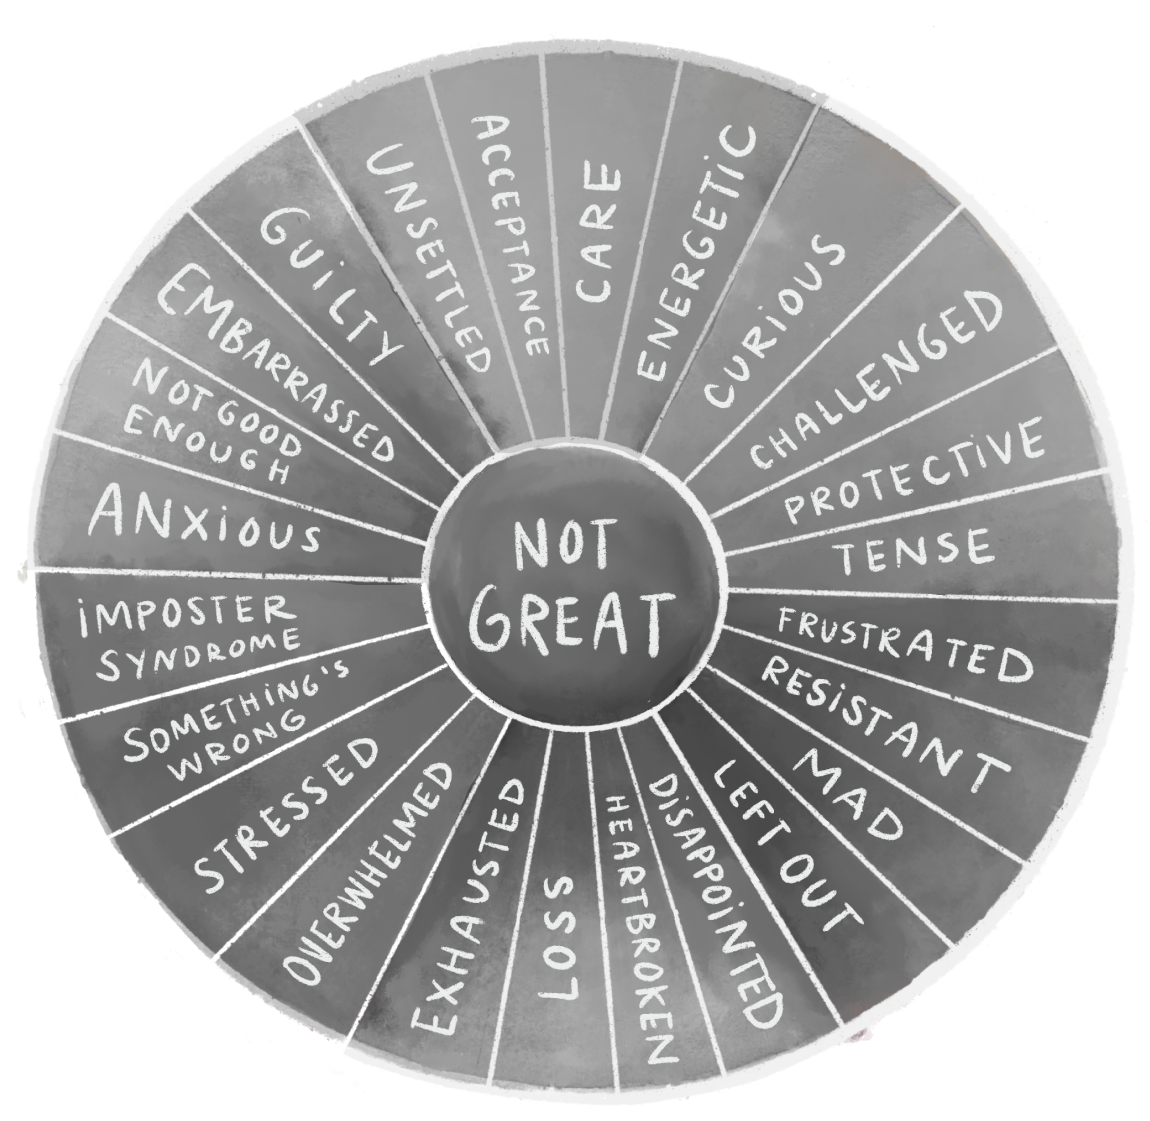 NOT
GREAT
CARE
ENERGETiC
CURiOUS
CHALLENGED
PROTECTiVE
TENSE
FRUSTRATED
RESiSTANT
MAD
LEFT OUT
DiSAPPOiNTED
HEARTBROKEN
LOSS
EXHAUSTED
OVERWHELMED
STRESSED
SOMETHiNG'S
WRONG
iMPOSTER
SYNDROME
ANXiOUS
NOT GOOD
ENOUGH
EMBARRASSED
GUiLTY
UNSETTLED
ACCEPTANCE